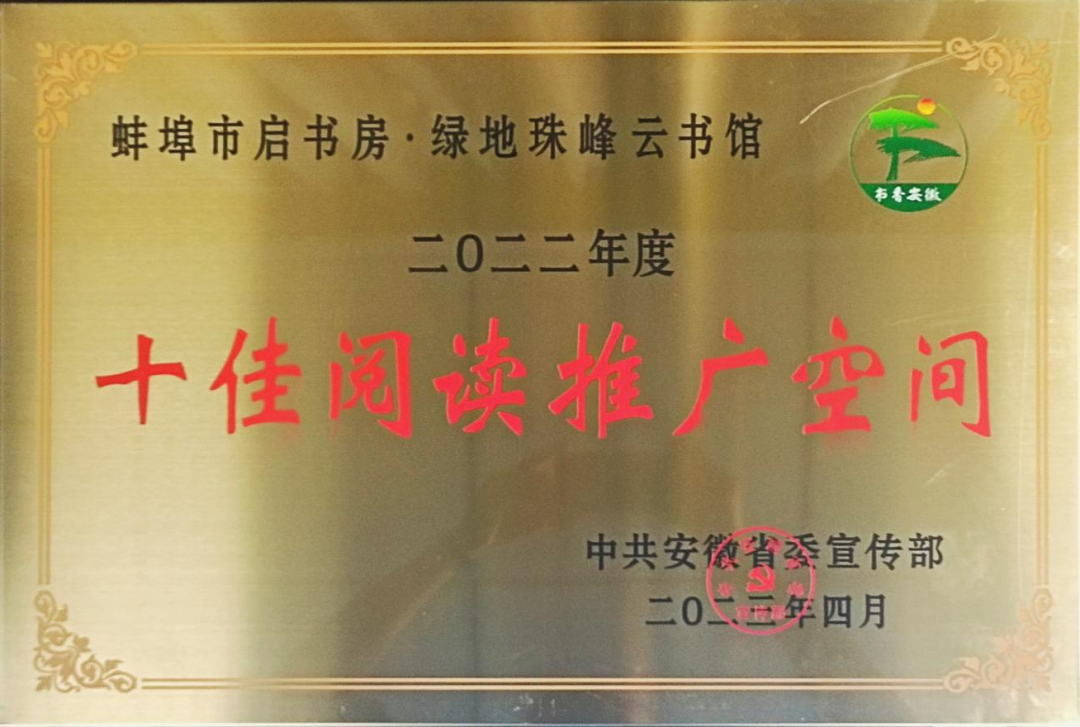 蚌埠市启书房·绿地珠峰云书馆
书香安徽
二〇二二年度
十佳阅读推广空间
中共安徽省委宣传部
二〇二三年四月